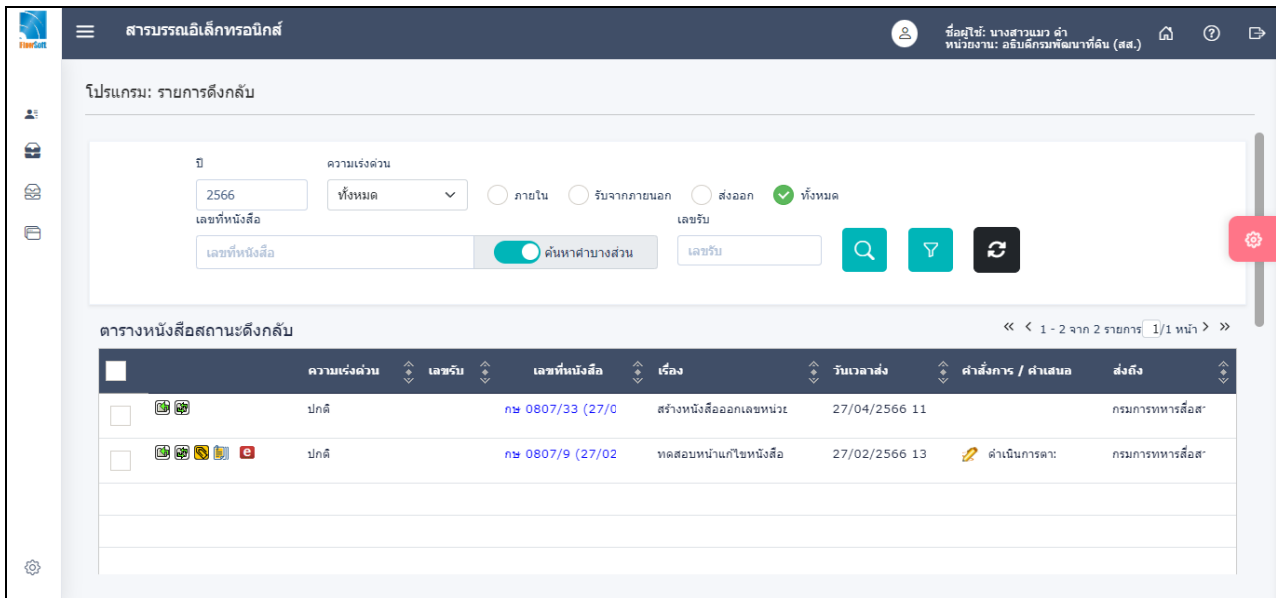 FlowSoft
สารบรรณอิเล็กทรอนิกส์
ชื่อผู้ใช้: นางสาวแมว ดำ
หน่วยงาน: อธิบดีกรมพัฒนาที่ดิน (สส.)
โปรแกรม: รายการดึงกลับ
ปี ความเร่งด่วน
2566 ทั้งหมด ภายใน รับจากภายนอก ส่งออก ทั้งหมด
เลขที่หนังสือ เลขรับ
เลขที่หนังสือ ค้นหาคำบางส่วน เลขรับ
ตารางหนังสือสถานะดึงกลับ 1 - 2 จาก 2 รายการ 1/1 หน้า
ความเร่งด่วน เลขรับ เลขที่หนังสือ เรื่อง วันเวลาส่ง คำสั่งการ / คำเสนอ ส่งถึง
ปกติ กษ 0807/33 (27/0 สร้างหนังสือออกเลขหน่วย 27/04/2566 11 กรมการทหารสื่อสา
ปกติ กษ 0807/9 (27/02 ทดสอบหน้าแก้ไขหนังสือ 27/02/2566 13 ดำเนินการตา กรมการทหารสื่อสา